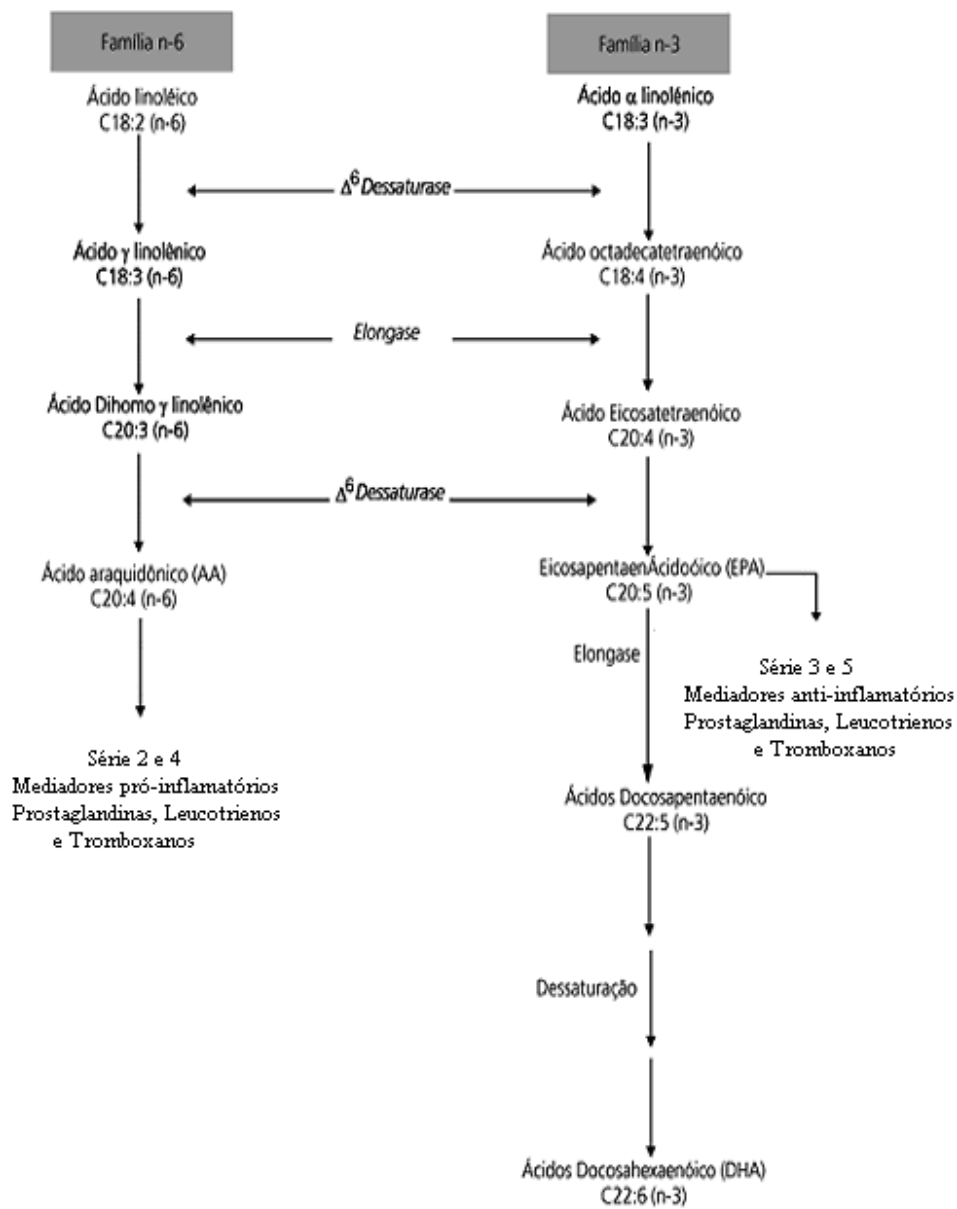 Família n-6
Família n-3
Ácido linoléico
C18:2 (n-6)
Ácido α linolênico
C18:3 (n-3)
Δ6 Dessaturase
Ácido γ linolênico
C18:3 (n-6)
Ácido octadecatetraenóico
C18:4 (n-3)
Elongase
Ácido Dihomo γ linolênico
C20:3 (n-6)
Ácido Eicosatetraenóico
C20:4 (n-3)
Δ6 Dessaturase
Ácido araquidônico (AA)
C20:4 (n-6)
EicosapentaenÁcidoóico (EPA)
C20:5 (n-3)
Elongase
Série 3 e 5
Mediadores anti-inflamatórios
Prostaglandinas, Leucotrienos
e Tromboxanos
Série 2 e 4
Mediadores pró-inflamatórios
Prostaglandinas, Leucotrienos
e Tromboxanos
Ácidos Docosapentaenóico
C22:5 (n-3)
Dessaturação
Ácidos Docosahexaenóico (DHA)
C22:6 (n-3)